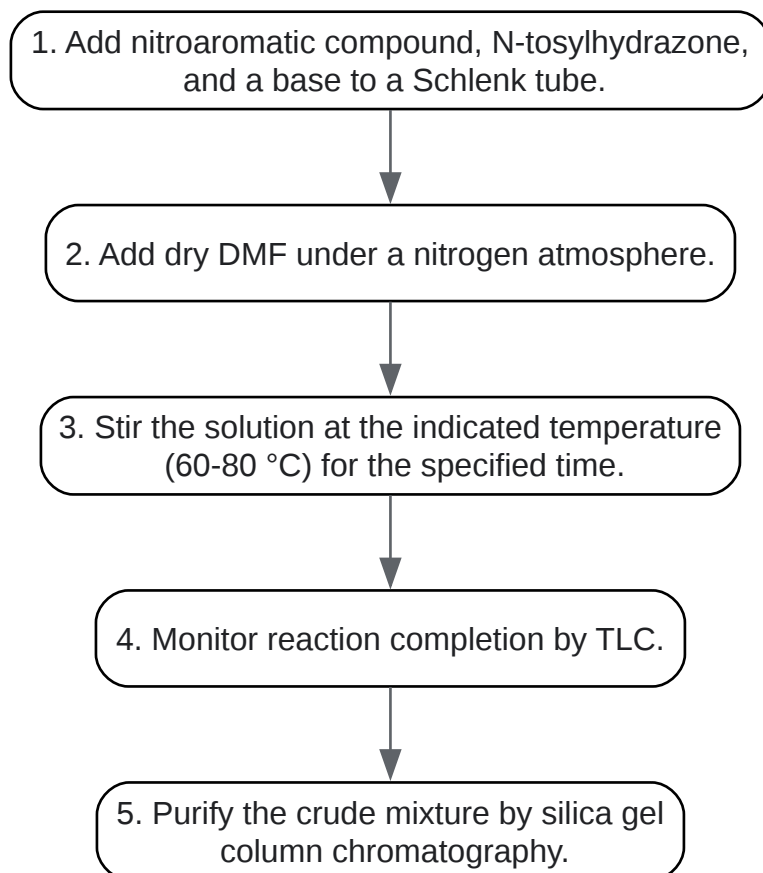 1. Add nitroaromatic compound, N-tosylhydrazone,
and a base to a Schlenk tube.
2. Add dry DMF under a nitrogen atmosphere.
3. Stir the solution at the indicated temperature
(60-80 °C) for the specified time.
4. Monitor reaction completion by TLC.
5. Purify the crude mixture by silica gel
column chromatography.